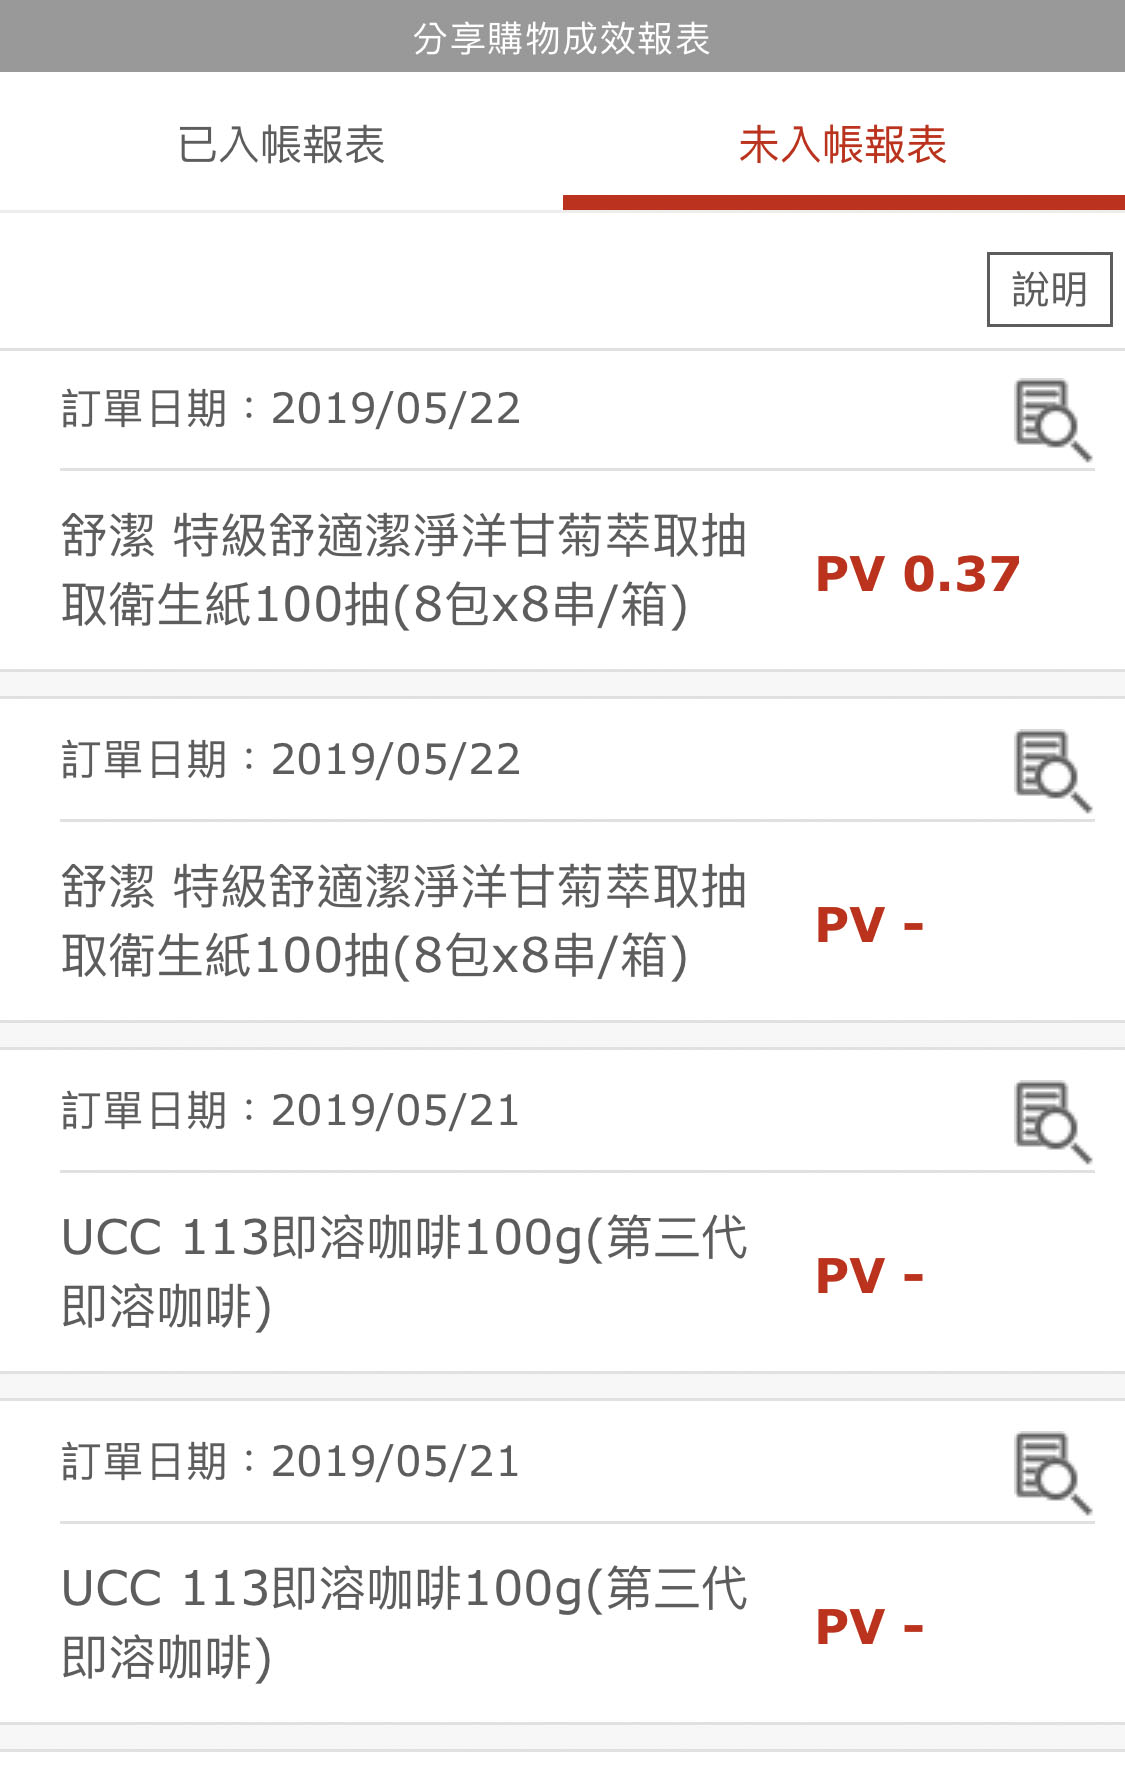 分享購物成效報表
已入帳報表
未入帳報表
說明
訂單日期：2019/05/22
舒潔 特級舒適潔淨洋甘菊萃取抽
取衛生紙100抽(8包x8串/箱)
PV 0.37
訂單日期：2019/05/22
舒潔 特級舒適潔淨洋甘菊萃取抽
取衛生紙100抽(8包x8串/箱)
PV -
訂單日期：2019/05/21
UCC 113即溶咖啡100g(第三代
即溶咖啡)
PV -
訂單日期：2019/05/21
UCC 113即溶咖啡100g(第三代
即溶咖啡)
PV -